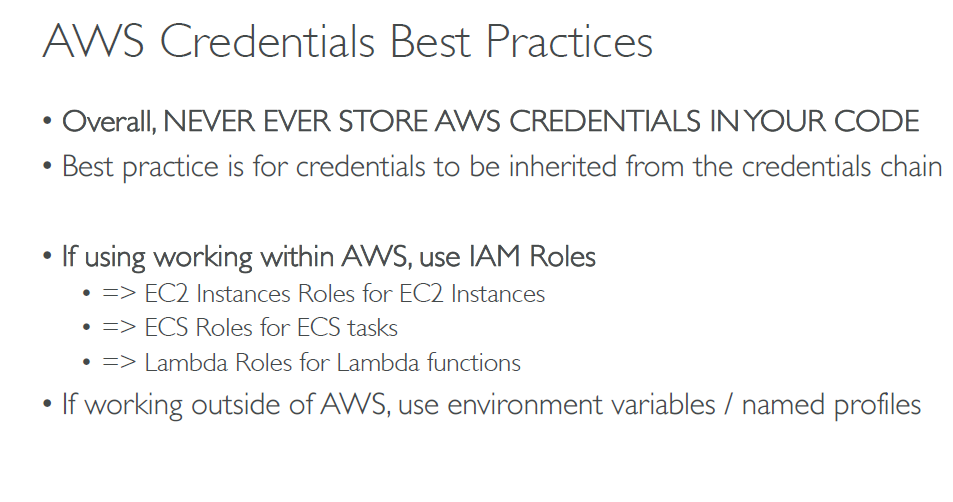 AWS Credentials Best Practices
• Overall, NEVER EVER STORE AWS CREDENTIALS IN YOUR CODE
• Best practice is for credentials to be inherited from the credentials chain
• If using working within AWS, use IAM Roles
• => EC2 Instances Roles for EC2 Instances
• => ECS Roles for ECS tasks
• => Lambda Roles for Lambda functions
• If working outside of AWS, use environment variables / named profiles